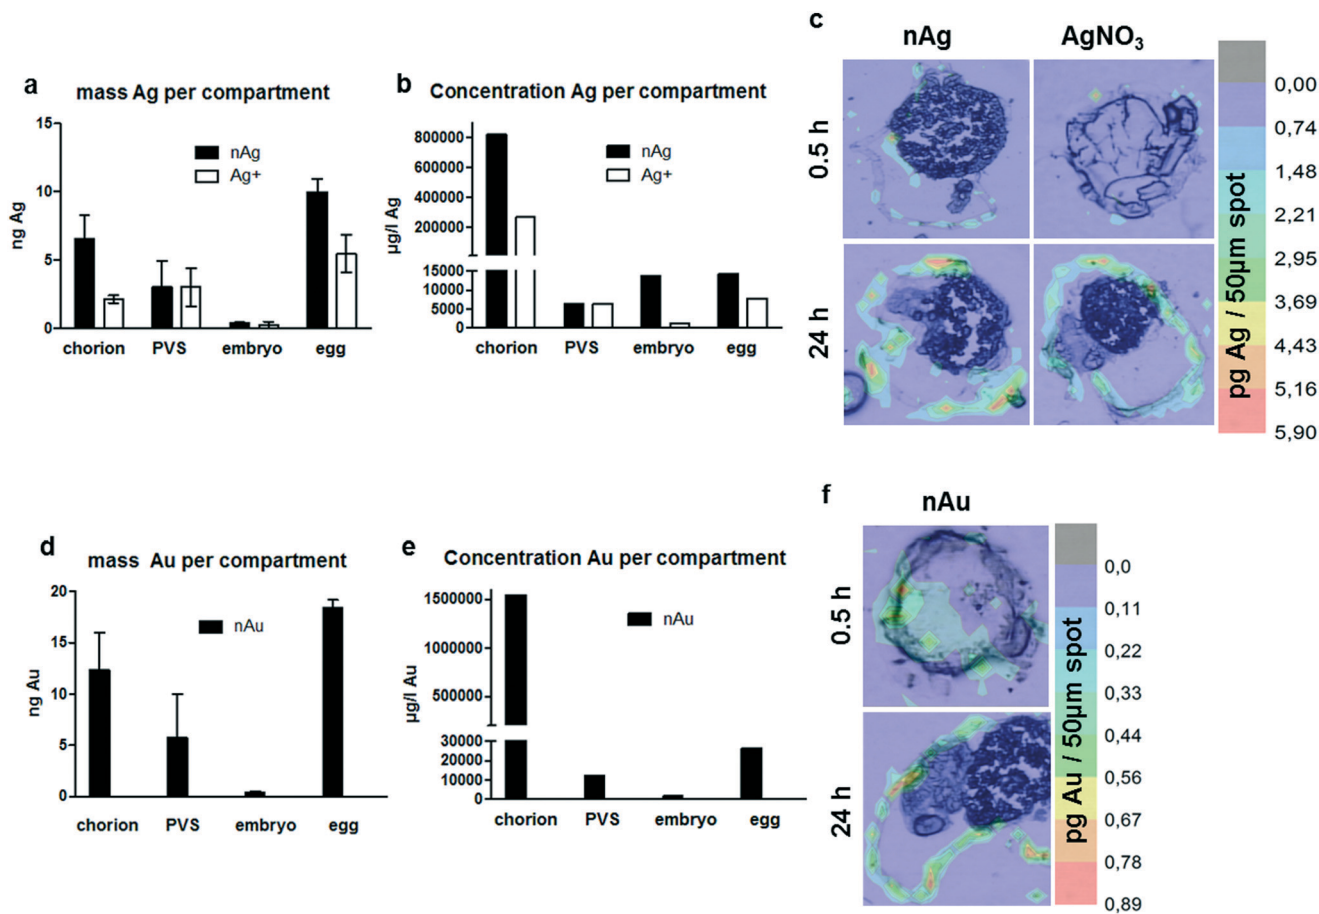 a
mass Ag per compartment
15
10
5
0
ng Ag
nAg
Ag+
chorion PVS embryo egg
b
Concentration Ag per compartment
800000
600000
400000
200000
15000
10000
5000
0
µg/l Ag
nAg
Ag+
chorion PVS embryo egg
c
nAg AgNO₃
0.5 h
24 h
pg Ag / 50µm spot
0,00
0,74
1,48
2,21
2,95
3,69
4,43
5,16
5,90
d
mass Au per compartment
20
15
10
5
0
ng Au
nAu
chorion PVS embryo egg
e
Concentration Au per compartment
1500000
1000000
500000
30000
20000
10000
0
µg/l Au
nAu
chorion PVS embryo egg
f
nAu
0.5 h
24 h
pg Au / 50µm spot
0,0
0,11
0,22
0,33
0,44
0,56
0,67
0,78
0,89